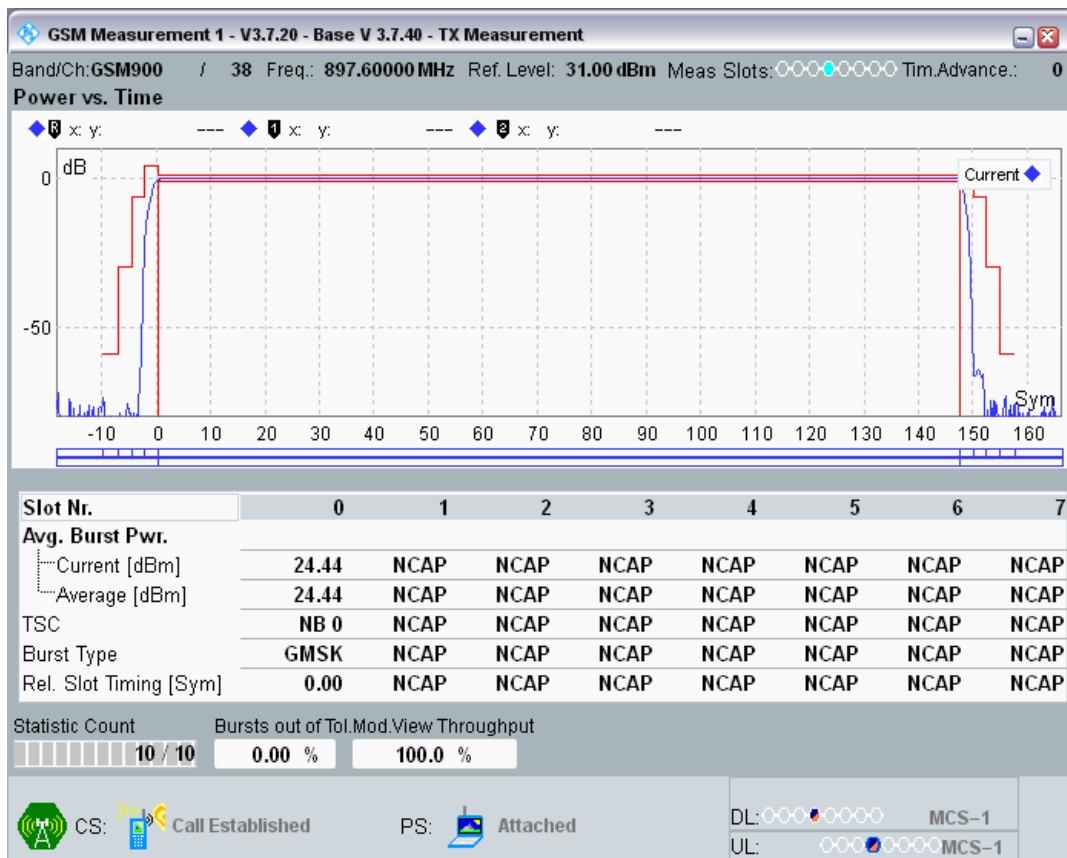 GSM Measurement 1 - V3.7.20 - Base V 3.7.40 - TX Measurement
Band/Ch:GSM900 / 38 Freq.: 897.60000 MHz Ref. Level: 31.00 dBm Meas Slots: Tim.Advance.: 0
Power vs. Time
R x: y: --- 1 x: y: --- 2 x: y: ---
dB
Current
0
-50
Sym
-10 0 10 20 30 40 50 60 70 80 90 100 110 120 130 140 150 160
Slot Nr. 0 1 2 3 4 5 6 7
Avg. Burst Pwr.
Current [dBm] 24.44 NCAP NCAP NCAP NCAP NCAP NCAP NCAP
Average [dBm] 24.44 NCAP NCAP NCAP NCAP NCAP NCAP NCAP
TSC NB 0 NCAP NCAP NCAP NCAP NCAP NCAP NCAP
Burst Type GMSK NCAP NCAP NCAP NCAP NCAP NCAP NCAP
Rel. Slot Timing [Sym] 0.00 NCAP NCAP NCAP NCAP NCAP NCAP NCAP
Statistic Count Bursts out of Tol.Mod.View Throughput
10 / 10 0.00 % 100.0 %
CS: Call Established PS: Attached
DL: MCS-1
UL: MCS-1